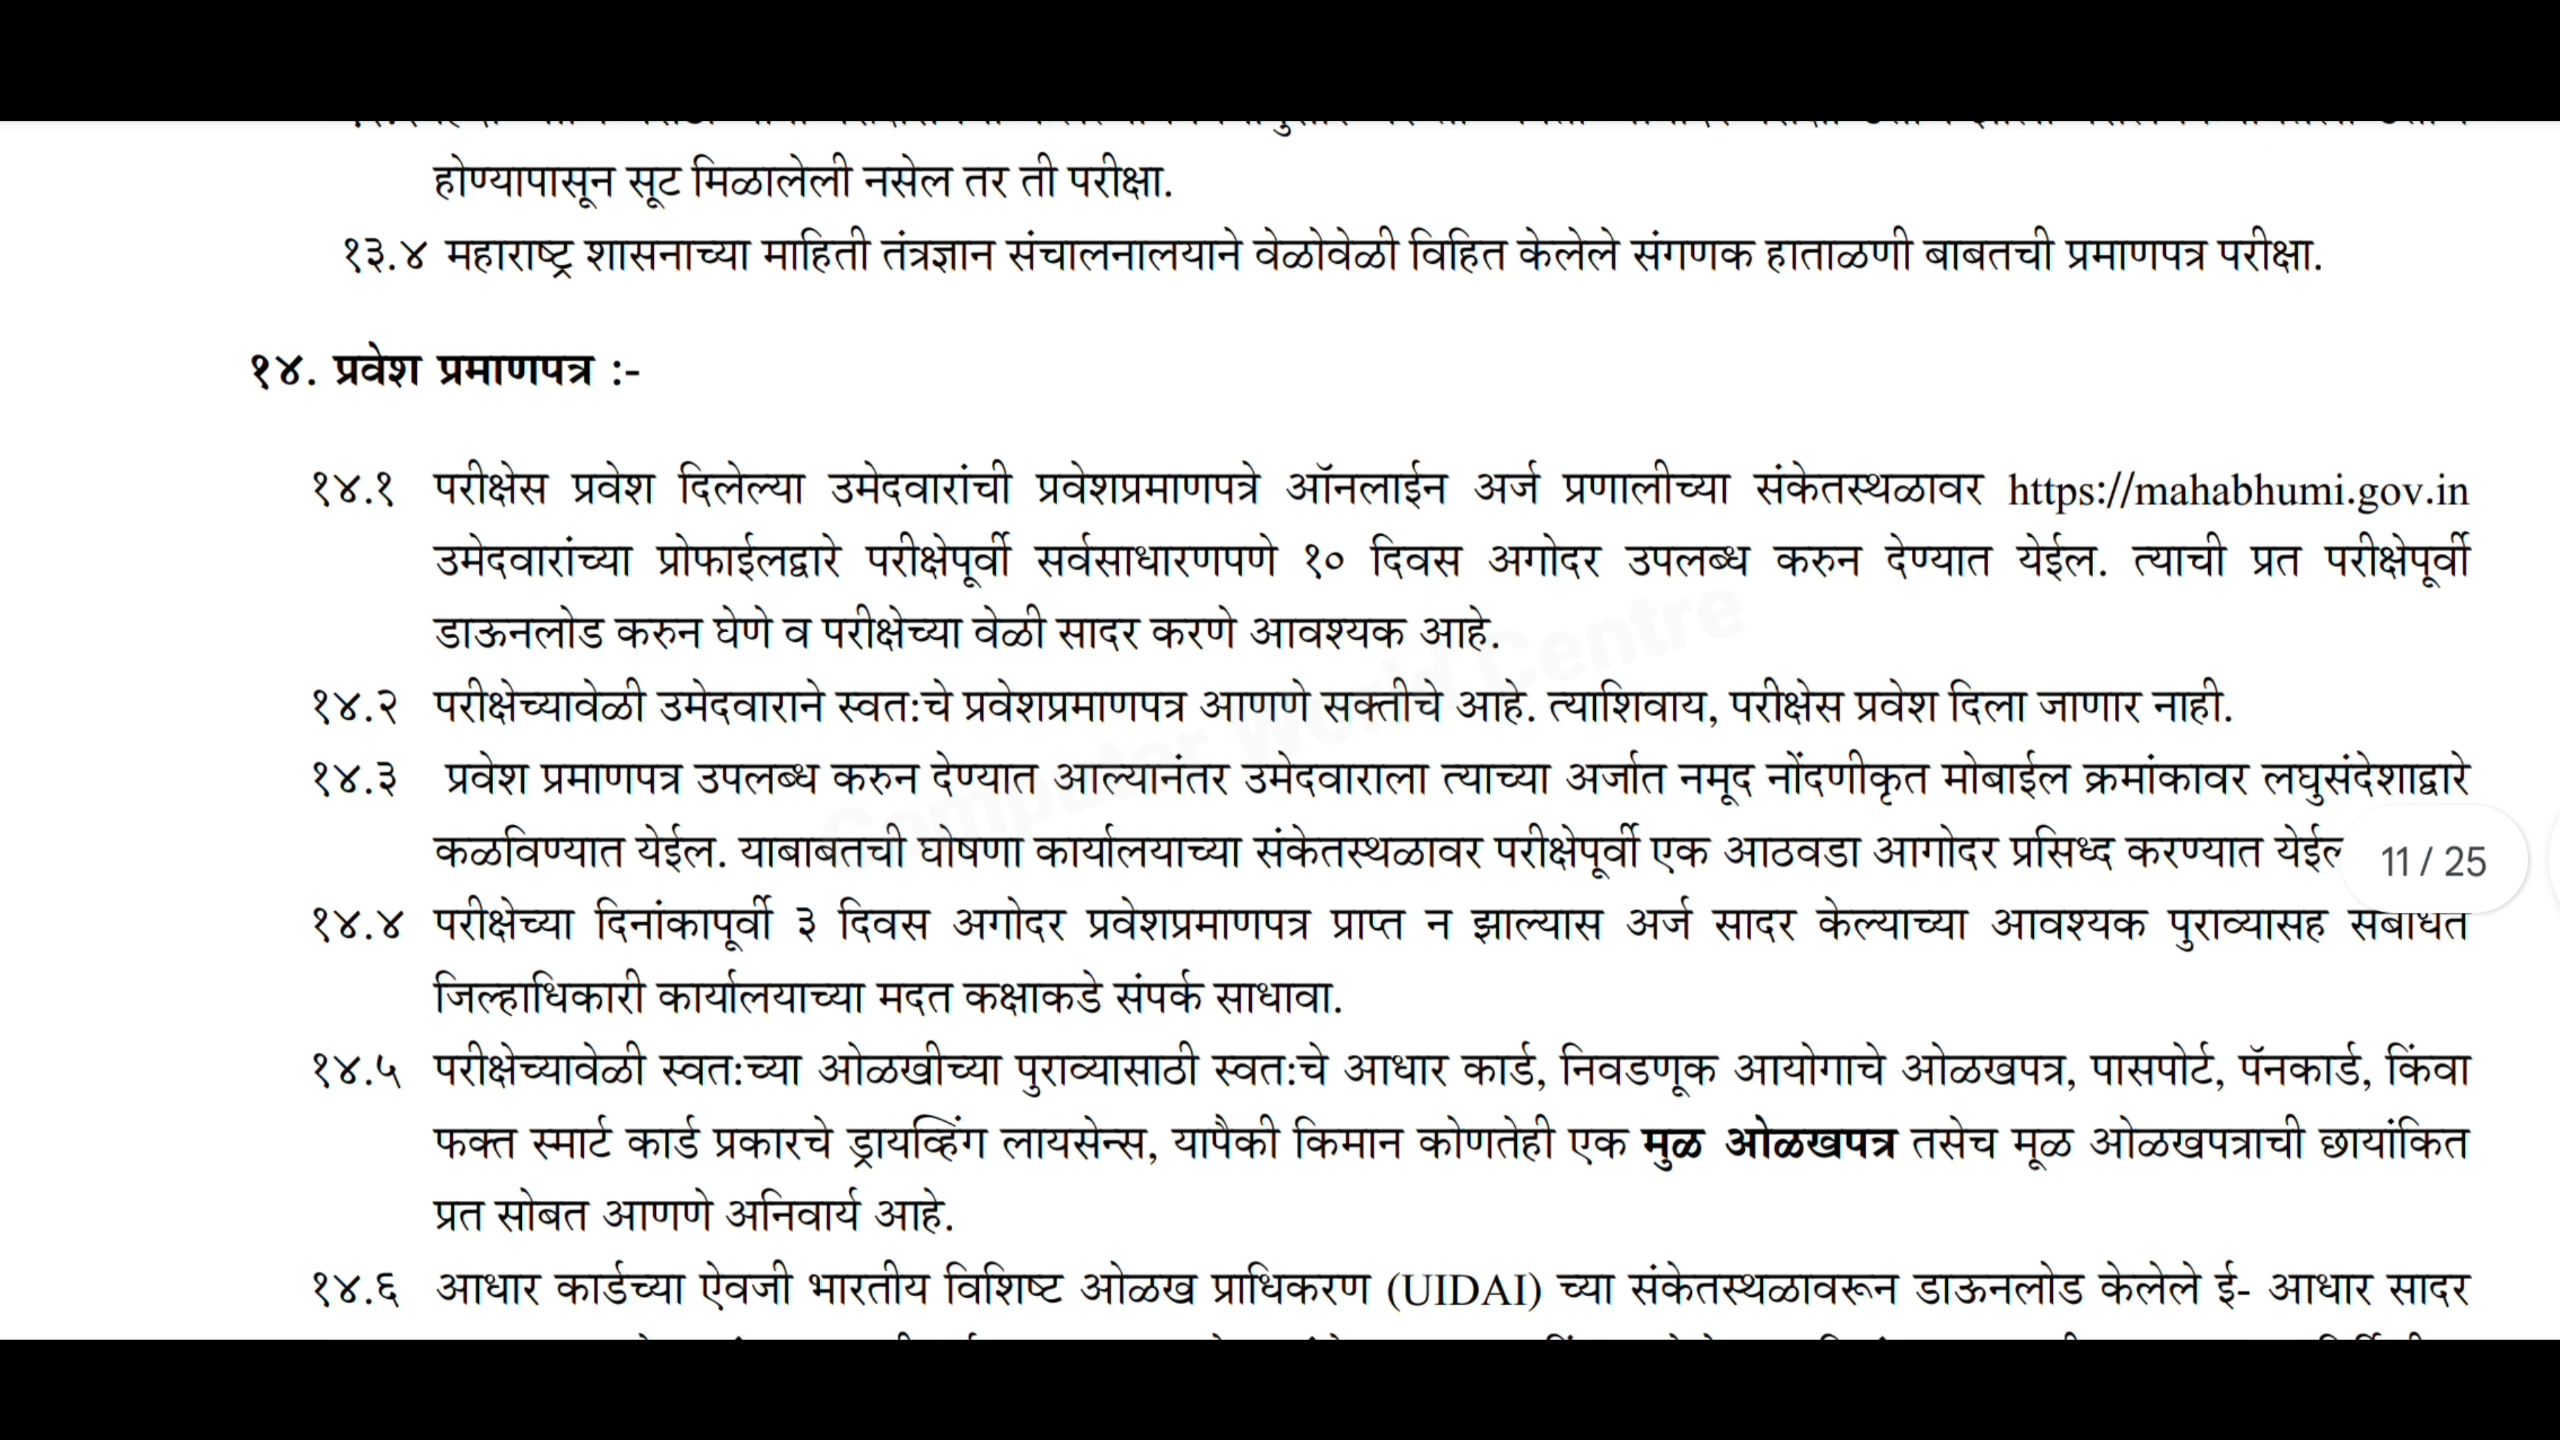 होण्यापासून सूट मिळालेली नसेल तर ती परीक्षा.
१३.४ महाराष्ट्र शासनाच्या माहिती तंत्रज्ञान संचालनालयाने वेळोवेळी विहित केलेले संगणक हाताळणी बाबतची प्रमाणपत्र परीक्षा.
१४. प्रवेश प्रमाणपत्र :-
१४.१ परीक्षेस प्रवेश दिलेल्या उमेदवारांची प्रवेशप्रमाणपत्रे ऑनलाईन अर्ज प्रणालीच्या संकेतस्थळावर https://mahabhumi.gov.in
उमेदवारांच्या प्रोफाईलद्वारे परीक्षेपूर्वी सर्वसाधारणपणे १० दिवस अगोदर उपलब्ध करुन देण्यात येईल. त्याची प्रत परीक्षेपूर्वी
डाऊनलोड करुन घेणे व परीक्षेच्या वेळी सादर करणे आवश्यक आहे.
१४.२ परीक्षेच्यावेळी उमेदवाराने स्वत:चे प्रवेशप्रमाणपत्र आणणे सक्तीचे आहे. त्याशिवाय, परीक्षेस प्रवेश दिला जाणार नाही.
१४.३ प्रवेश प्रमाणपत्र उपलब्ध करुन देण्यात आल्यानंतर उमेदवाराला त्याच्या अर्जात नमूद नोंदणीकृत मोबाईल क्रमांकावर लघुसंदेशाद्वारे
कळविण्यात येईल. याबाबतची घोषणा कार्यालयाच्या संकेतस्थळावर परीक्षेपूर्वी एक आठवडा आगोदर प्रसिध्द करण्यात येईल
11 / 25
१४.४ परीक्षेच्या दिनांकापूर्वी ३ दिवस अगोदर प्रवेशप्रमाणपत्र प्राप्त न झाल्यास अर्ज सादर केल्याच्या आवश्यक पुराव्यासह संबंधित
जिल्हाधिकारी कार्यालयाच्या मदत कक्षाकडे संपर्क साधावा.
१४.५ परीक्षेच्यावेळी स्वत:च्या ओळखीच्या पुराव्यासाठी स्वत:चे आधार कार्ड, निवडणूक आयोगाचे ओळखपत्र, पासपोर्ट, पॅनकार्ड, किंवा
फक्त स्मार्ट कार्ड प्रकारचे ड्रायव्हिंग लायसेन्स, यापैकी किमान कोणतेही एक मुळ ओळखपत्र तसेच मूळ ओळखपत्राची छायांकित
प्रत सोबत आणणे अनिवार्य आहे.
१४.६ आधार कार्डच्या ऐवजी भारतीय विशिष्ट ओळख प्राधिकरण (UIDAI) च्या संकेतस्थळावरून डाऊनलोड केलेले ई- आधार सादर
Computer World Centre